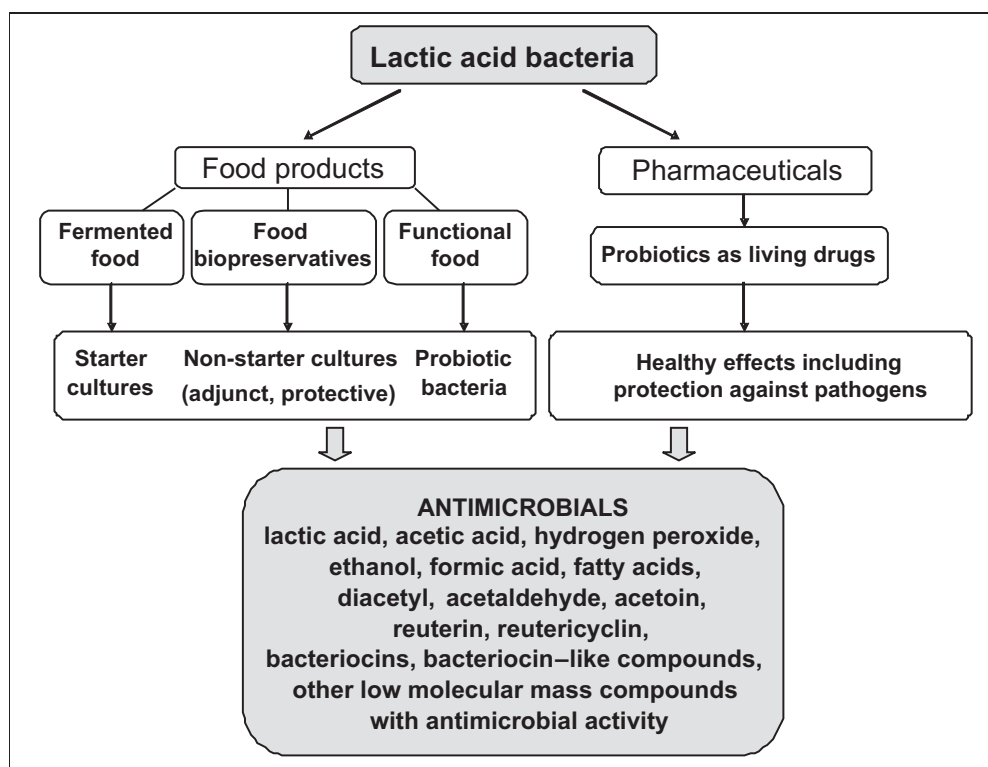 Lactic acid bacteria
Food products
Pharmaceuticals
Fermented
food
Food
biopreservatives
Functional
food
Probiotics as living drugs
Starter
cultures
Non-starter cultures
(adjunct, protective)
Probiotic
bacteria
Healthy effects including
protection against pathogens
ANTIMICROBIALS
lactic acid, acetic acid, hydrogen peroxide,
ethanol, formic acid, fatty acids,
diacetyl, acetaldehyde, acetoin,
reuterin, reutericyclin,
bacteriocins, bacteriocin–like compounds,
other low molecular mass compounds
with antimicrobial activity